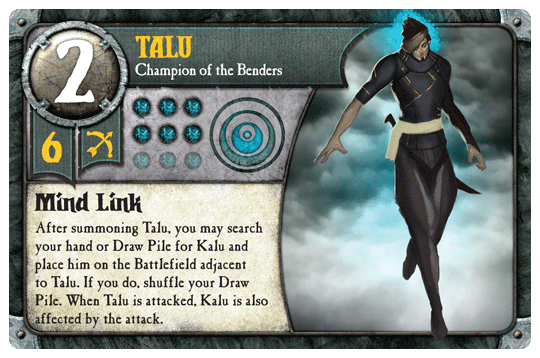 2
TALU
Champion of the Benders
6
Mind Link
After summoning Talu, you may search
your hand or Draw Pile for Kalu and
place him on the Battlefield adjacent
to Talu. If you do, shuffle your Draw
Pile. When Talu is attacked, Kalu is also
affected by the attack.